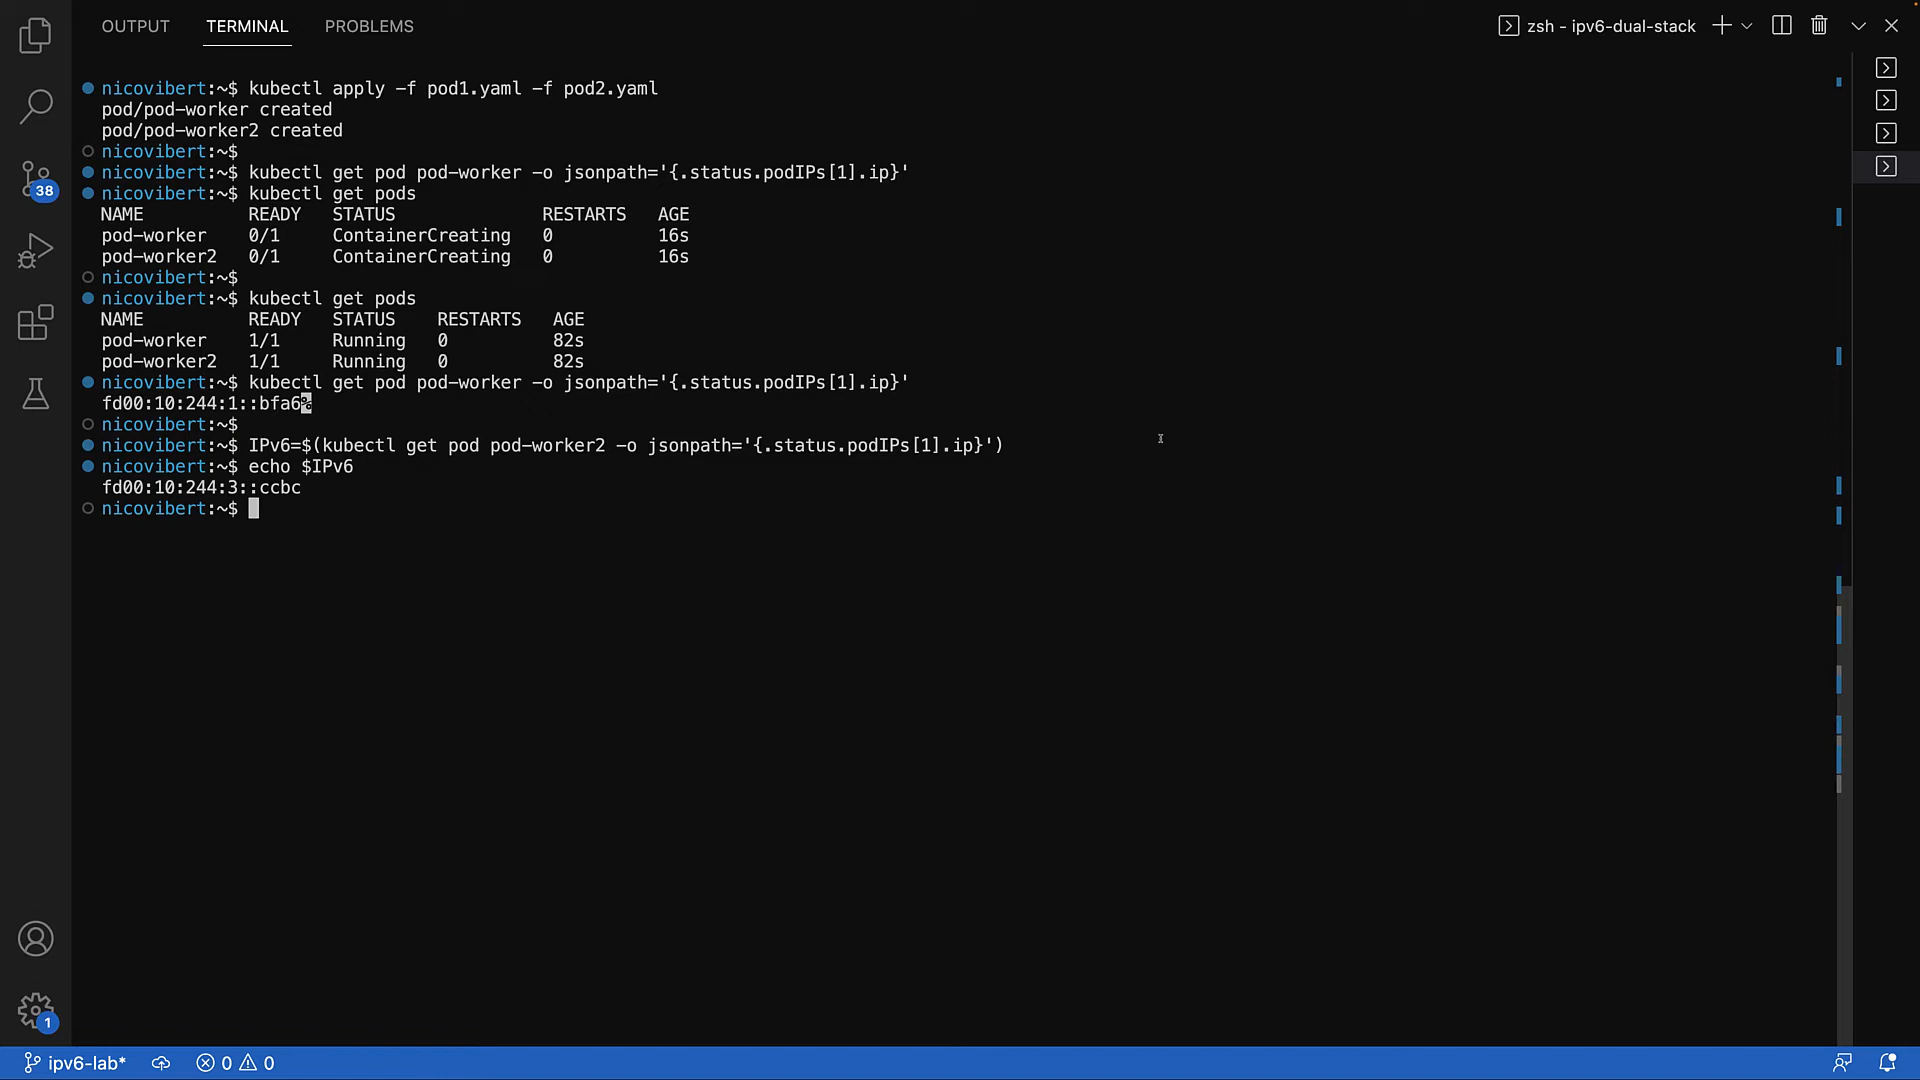 OUTPUT TERMINAL PROBLEMS zsh - ipv6-dual-stack
nicovibert:~$ kubectl apply -f pod1.yaml -f pod2.yaml
pod/pod-worker created
pod/pod-worker2 created
nicovibert:~$
nicovibert:~$ kubectl get pod pod-worker -o jsonpath='{.status.podIPs[1].ip}'
nicovibert:~$ kubectl get pods
NAME READY STATUS RESTARTS AGE
pod-worker 0/1 ContainerCreating 0 16s
pod-worker2 0/1 ContainerCreating 0 16s
nicovibert:~$
nicovibert:~$ kubectl get pods
NAME READY STATUS RESTARTS AGE
pod-worker 1/1 Running 0 82s
pod-worker2 1/1 Running 0 82s
nicovibert:~$ kubectl get pod pod-worker -o jsonpath='{.status.podIPs[1].ip}'
fd00:10:244:1::bfa6%
nicovibert:~$
nicovibert:~$ IPv6=$(kubectl get pod pod-worker2 -o jsonpath='{.status.podIPs[1].ip}')
nicovibert:~$ echo $IPv6
fd00:10:244:3::ccbc
nicovibert:~$
38
1
ipv6-lab* 0 0